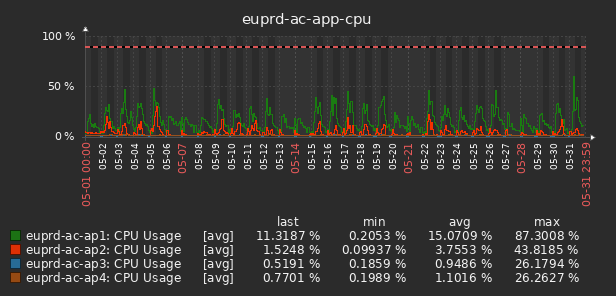 euprd-ac-app-cpu
100 %
50 %
0 %
05-01 00:00 05-02 05-03 05-04 05-05 05-06 05-07 05-08 05-09 05-10 05-11 05-12 05-13 05-14 05-15 05-16 05-17 05-18 05-19 05-20 05-21 05-22 05-23 05-24 05-25 05-26 05-27 05-28 05-29 05-30 05-31 05-31 23:59
last min avg max
euprd-ac-ap1: CPU Usage [avg] 11.3187 % 0.2053 % 15.0709 % 87.3008 %
euprd-ac-ap2: CPU Usage [avg] 1.5248 % 0.09937 % 3.7553 % 43.8185 %
euprd-ac-ap3: CPU Usage [avg] 0.5191 % 0.1859 % 0.9486 % 26.1794 %
euprd-ac-ap4: CPU Usage [avg] 0.7701 % 0.1989 % 1.1016 % 26.2627 %